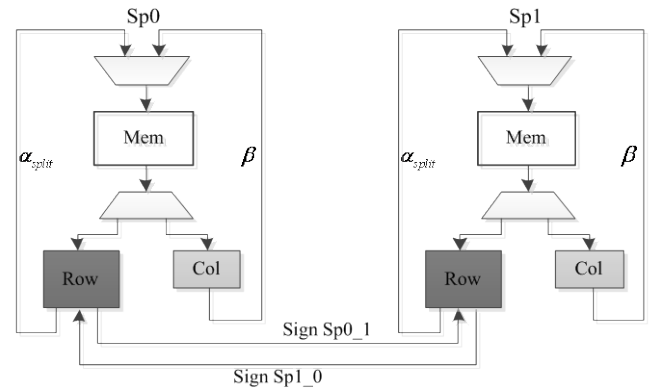 Sp0 Sp1
Mem Mem
α_split β α_split β
Row Col Row Col
Sign Sp0_1
Sign Sp1_0